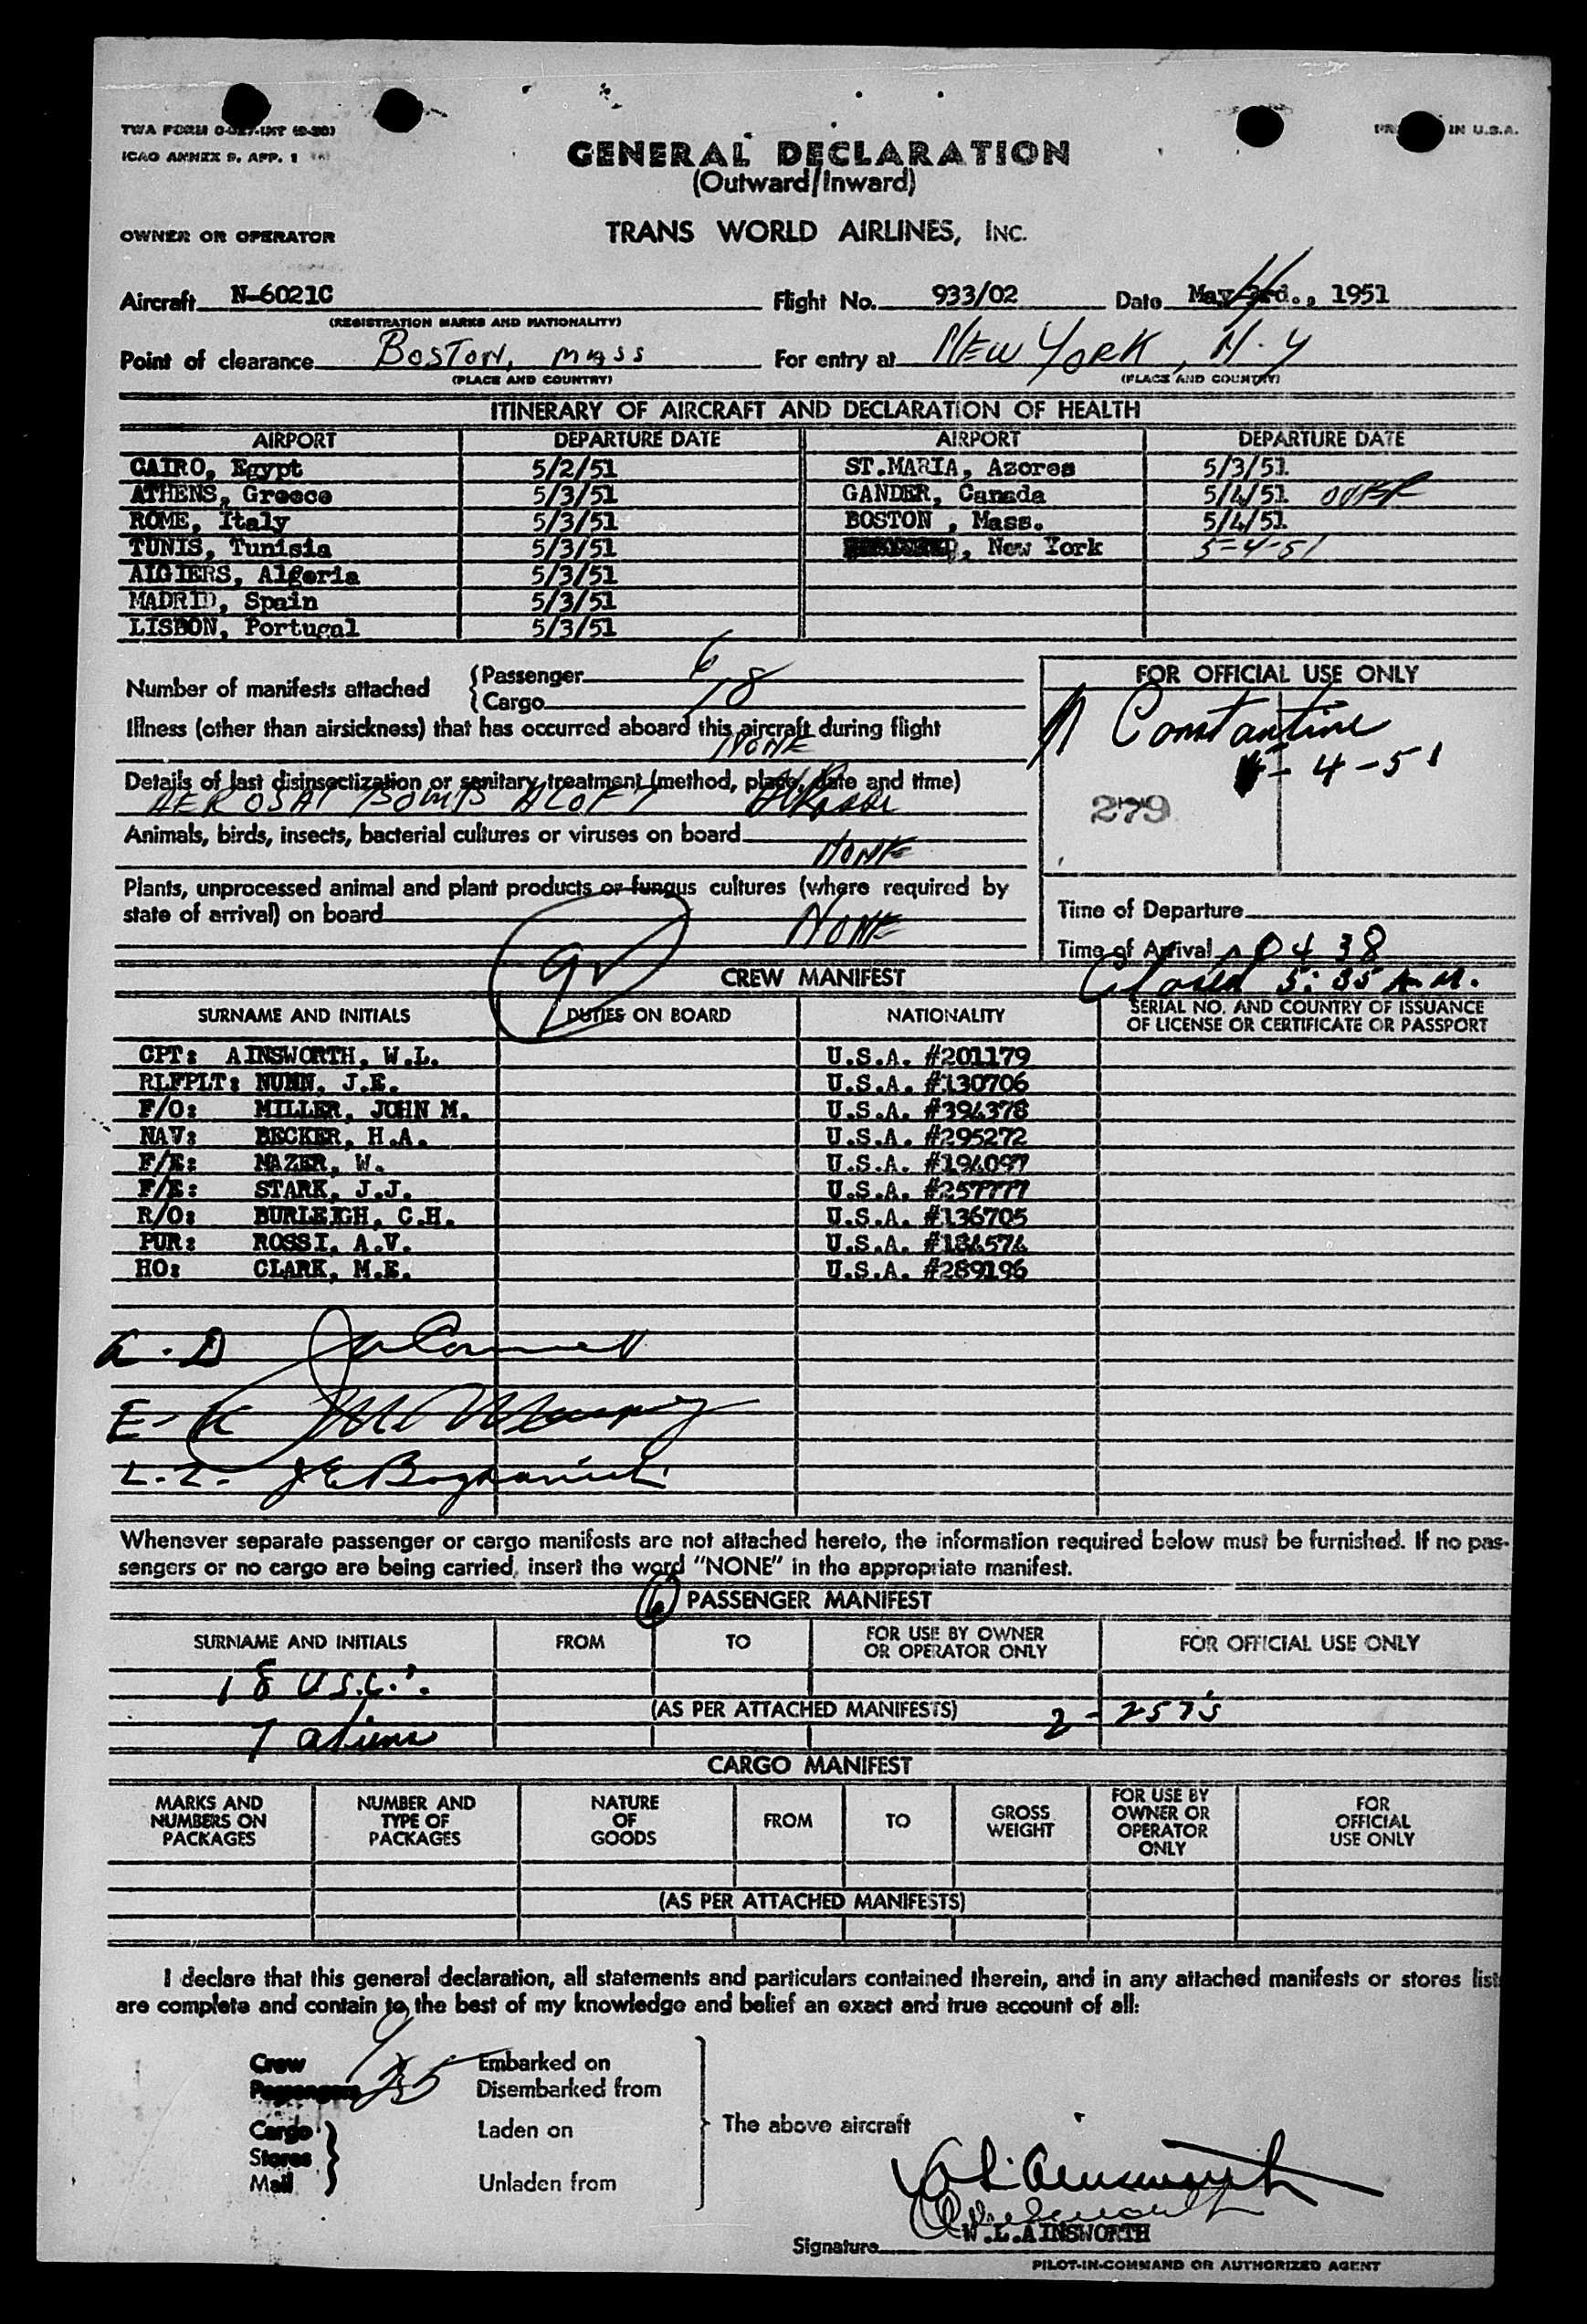 TWA FORM
ICAO ANNEX 9, APP. 1
IN U.S.A.
GENERAL DECLARATION
(Outward/Inward)
OWNER OR OPERATOR
TRANS WORLD AIRLINES, INC.
Aircraft N-6021C Flight No. 933/02 Date May 4 1951
(REGISTRATION MARKS AND NATIONALITY)
Point of clearance BOSTON, MASS For entry at NEW YORK, N.Y
(PLACE AND COUNTRY) (PLACE AND COUNTRY)
ITINERARY OF AIRCRAFT AND DECLARATION OF HEALTH
AIRPORT DEPARTURE DATE AIRPORT DEPARTURE DATE
CAIRO, Egypt 5/2/51 ST.MARIA, Azores 5/3/51
ATHENS, Greece 5/3/51 GANDER, Canada 5/4/51
ROME, Italy 5/3/51 BOSTON , Mass. 5/4/51
TUNIS, Tunisia 5/3/51 , New York 5-4-51
ALGIERS, Algeria 5/3/51
MADRID, Spain 5/3/51
LISBON, Portugal 5/3/51
Number of manifests attached
Passenger 6
Cargo 18
FOR OFFICIAL USE ONLY
Constantine
5-4-51
279
Illness (other than airsickness) that has occurred aboard this aircraft during flight
NONE
Details of last disinsectization or sanitary treatment (method, place, date and time)
AEROSAL BOMB ALOFT
Animals, birds, insects, bacterial cultures or viruses on board
NONE
Plants, unprocessed animal and plant products or fungus cultures (where required by
state of arrival) on board NONE
Time of Departure
Time of Arrival 0438
Closed 5:35 A.M.
9
CREW MANIFEST
SURNAME AND INITIALS DUTIES ON BOARD NATIONALITY SERIAL NO. AND COUNTRY OF ISSUANCE
OF LICENSE OR CERTIFICATE OR PASSPORT
CPT: AINSWORTH, W.L. U.S.A. #201179
RLFPLT: NUNN, J.E. U.S.A. #130706
F/O: MILLER, JOHN M. U.S.A. #394378
NAV: BECKER, H.A. U.S.A. #295272
F/E: MAZER, W. U.S.A. #194097
F/E: STARK, J.J. U.S.A. #257777
R/O: BURLEIGH, C.H. U.S.A. #136705
PUR: ROSSI, A.V. U.S.A. #184574
HO: CLARK, M.E. U.S.A. #289196
Whenever separate passenger or cargo manifests are not attached hereto, the information required below must be furnished. If no pas-
sengers or no cargo are being carried, insert the word "NONE" in the appropriate manifest.
6 PASSENGER MANIFEST
SURNAME AND INITIALS FROM TO FOR USE BY OWNER
OR OPERATOR ONLY FOR OFFICIAL USE ONLY
18 U.S.C.'.
(AS PER ATTACHED MANIFESTS) 2 - 257's
7 aliens
CARGO MANIFEST
MARKS AND
NUMBERS ON
PACKAGES
NUMBER AND
TYPE OF
PACKAGES
NATURE
OF
GOODS
FROM
TO
GROSS
WEIGHT
FOR USE BY
OWNER OR
OPERATOR
ONLY
FOR
OFFICIAL
USE ONLY
(AS PER ATTACHED MANIFESTS)
I declare that this general declaration, all statements and particulars contained therein, and in any attached manifests or stores list
are complete and contain to the best of my knowledge and belief an exact and true account of all:
Crew 9 Embarked on
Passengers 25 Disembarked from
Cargo Laden on
Stores The above aircraft
Mail Unladen from
W L Ainsworth
W.L.AINSWORTH
Signature
PILOT-IN-COMMAND OR AUTHORIZED AGENT